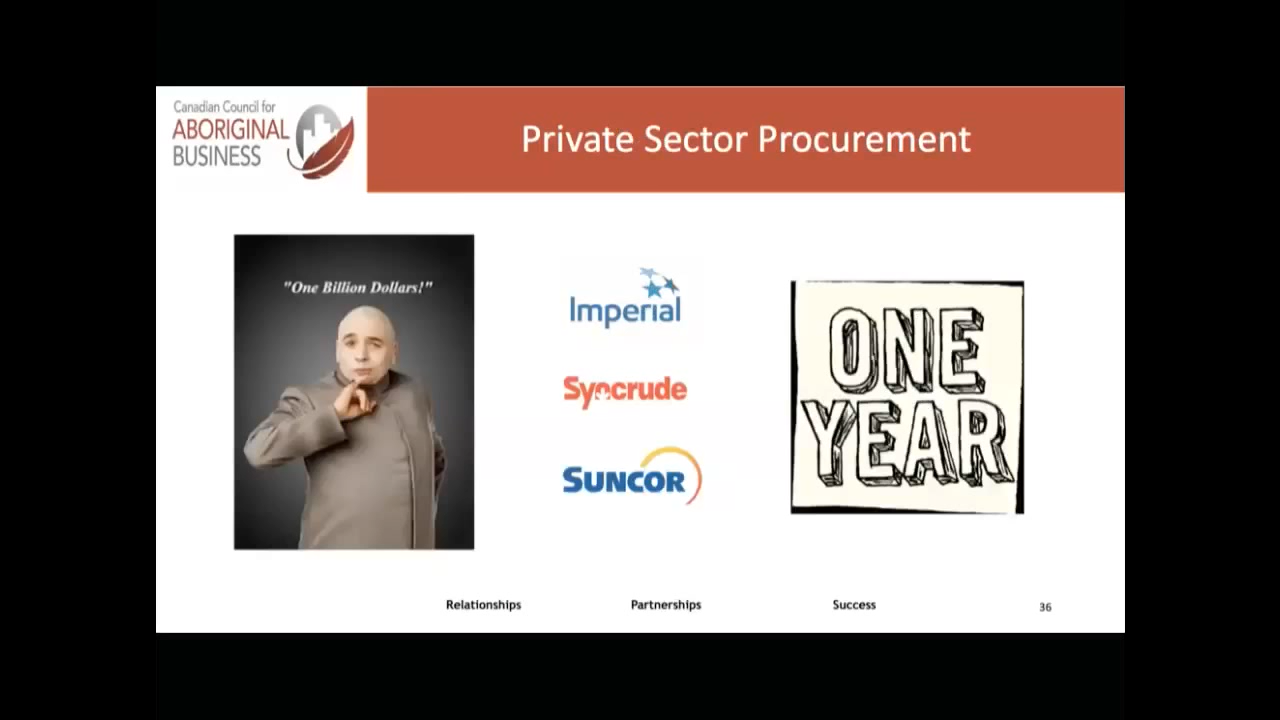 Canadian Council for
ABORIGINAL
BUSINESS
Private Sector Procurement
"One Billion Dollars!"
Imperial
Syncrude
SUNCOR
ONE
YEAR
Relationships
Partnerships
Success
36